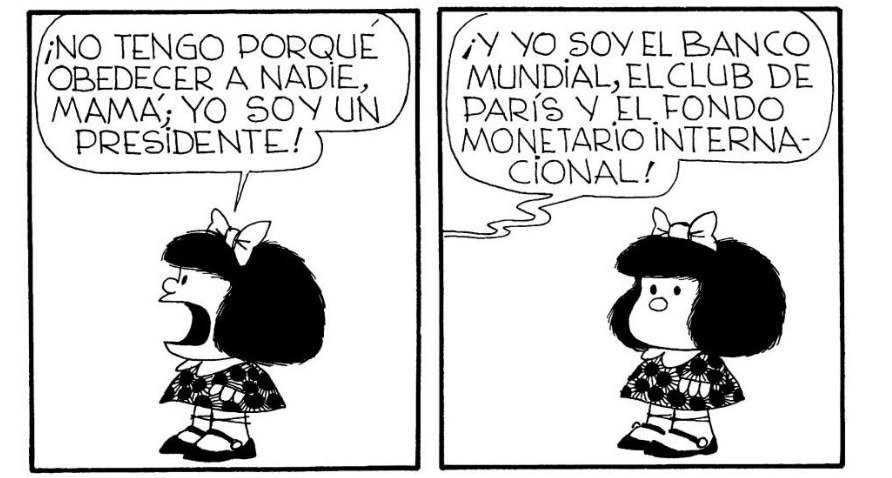 ¡NO TENGO PORQUÉ
OBEDECER A NADIE,
MAMÁ; YO SOY UN
PRESIDENTE!
¡Y YO SOY EL BANCO
MUNDIAL, EL CLUB DE
PARÍS Y EL FONDO
MONETARIO INTERNA-
CIONAL!